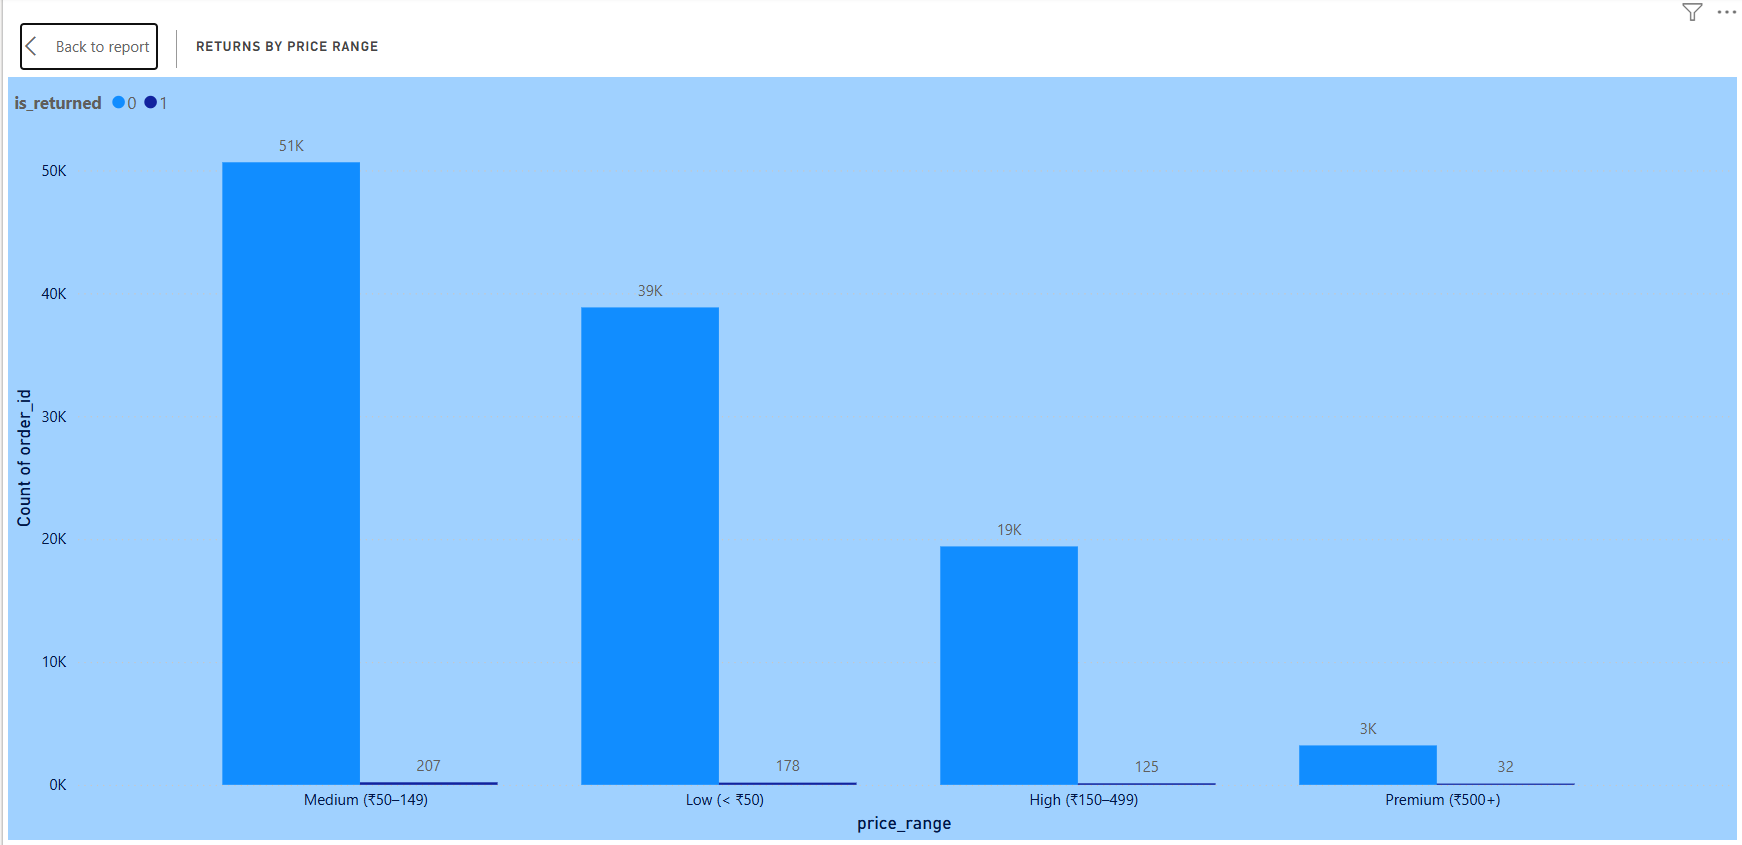 Back to report
RETURNS BY PRICE RANGE
is_returned 0 1
Count of order_id
50K
40K
30K
20K
10K
0K
51K
207
39K
178
19K
125
3K
32
Medium (₹50–149)
Low (< ₹50)
High (₹150–499)
Premium (₹500+)
price_range